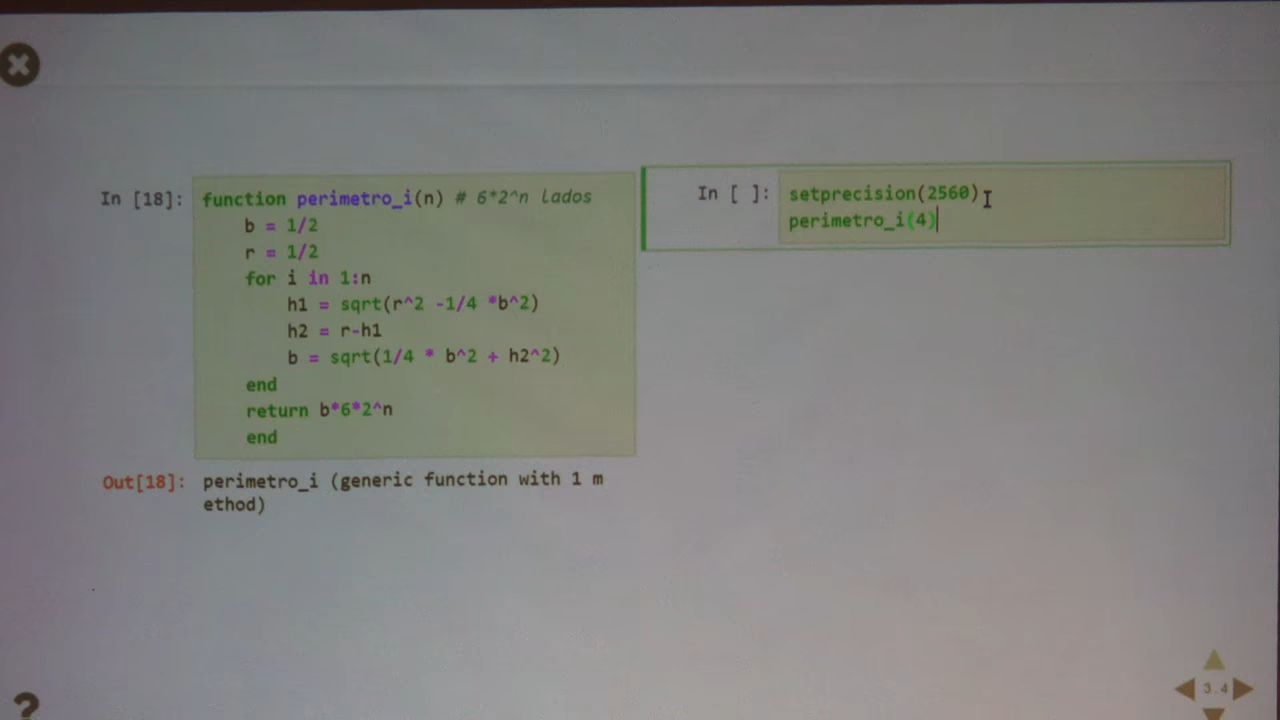 In [18]: function perimetro_i(n) # 6*2^n Lados
b = 1/2
r = 1/2
for i in 1:n
h1 = sqrt(r^2 -1/4 *b^2)
h2 = r-h1
b = sqrt(1/4 * b^2 + h2^2)
end
return b*6*2^n
end
Out[18]: perimetro_i (generic function with 1 m
ethod)
In [ ]: setprecision(2560)
perimetro_i(4)
?
3.4